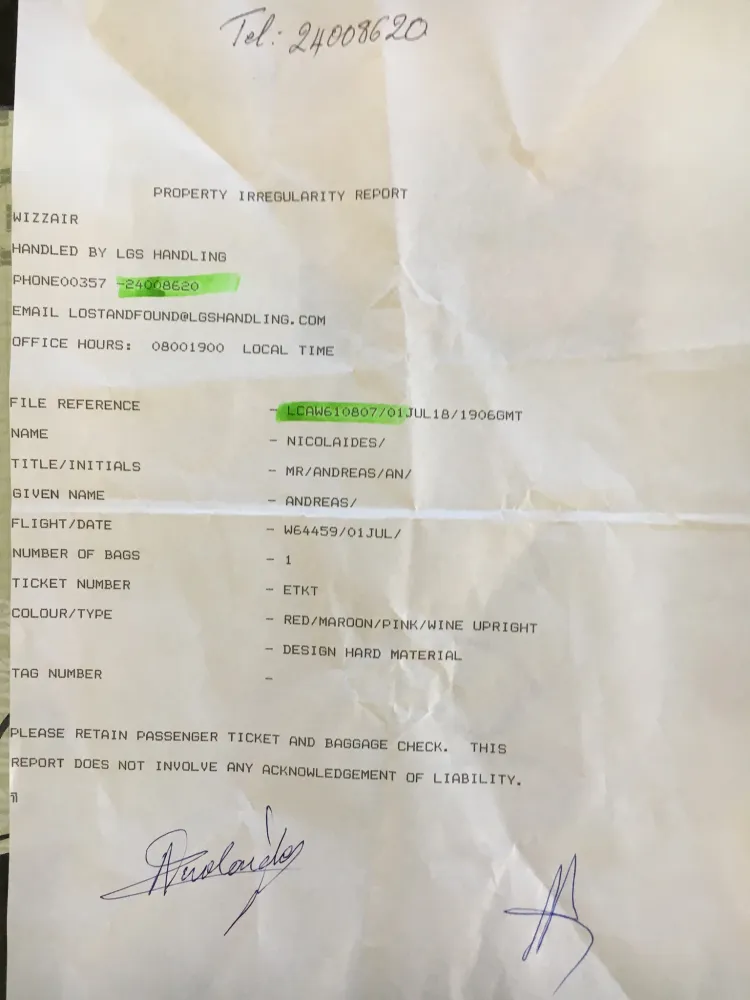 Tel: 24008620
PROPERTY IRREGULARITY REPORT
WIZZAIR
HANDLED BY LGS HANDLING
PHONE00357 -24008620
EMAIL LOSTANDFOUND@LGSHANDLING.COM
OFFICE HOURS: 08001900 LOCAL TIME
FILE REFERENCE - LCAW610807/01JUL18/1906GMT
NAME - NICOLAIDES/
TITLE/INITIALS - MR/ANDREAS/AN/
GIVEN NAME - ANDREAS/
FLIGHT/DATE - W64459/01JUL/
NUMBER OF BAGS - 1
TICKET NUMBER - ETKT
COLOUR/TYPE - RED/MAROON/PINK/WINE UPRIGHT
- DESIGN HARD MATERIAL
TAG NUMBER -
PLEASE RETAIN PASSENGER TICKET AND BAGGAGE CHECK. THIS
REPORT DOES NOT INVOLVE ANY ACKNOWLEDGEMENT OF LIABILITY.